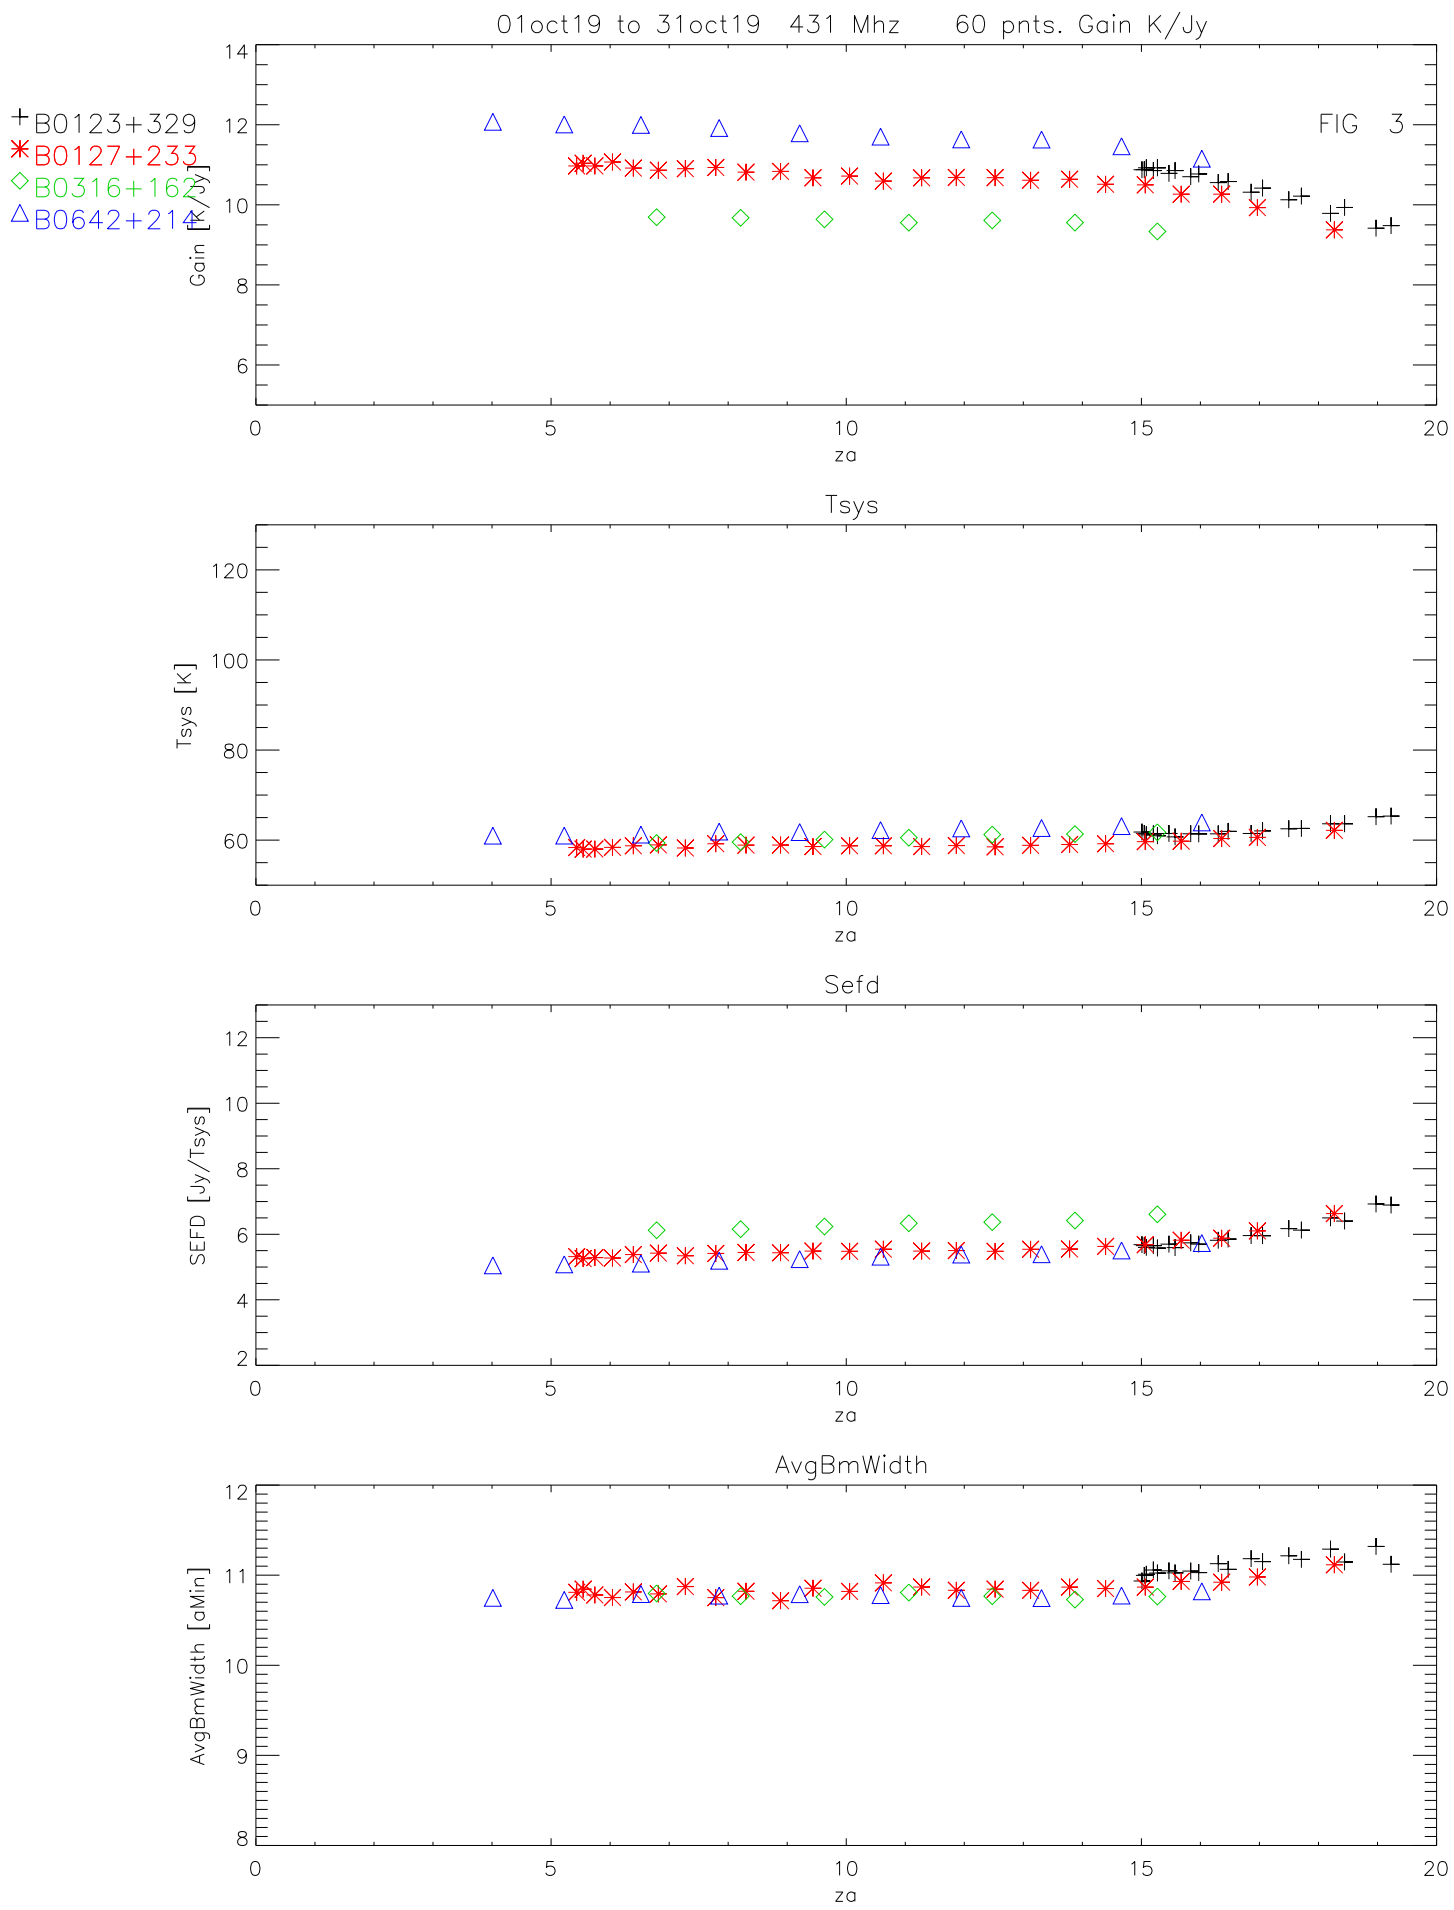 01oct19 to 31oct19 431 Mhz 60 pnts. Gain K/Jy
FIG 3
B0123+329
B0127+233
B0316+162
B0642+214
Gain [K/Jy]
14
12
10
8
6
0 5 10 15 20
za
Tsys
Tsys [K]
120
100
80
60
0 5 10 15 20
za
Sefd
SEFD [Jy/Tsys]
12
10
8
6
4
2
0 5 10 15 20
za
AvgBmWidth
AvgBmWidth [aMin]
12
11
10
9
8
0 5 10 15 20
za